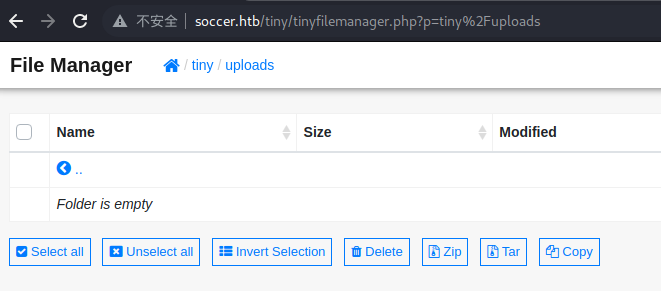 不安全 soccer.htb/tiny/tinyfilemanager.php?p=tiny%2Fuploads
File Manager / tiny / uploads
Name Size Modified
..
Folder is empty
Select all Unselect all Invert Selection Delete Zip Tar Copy